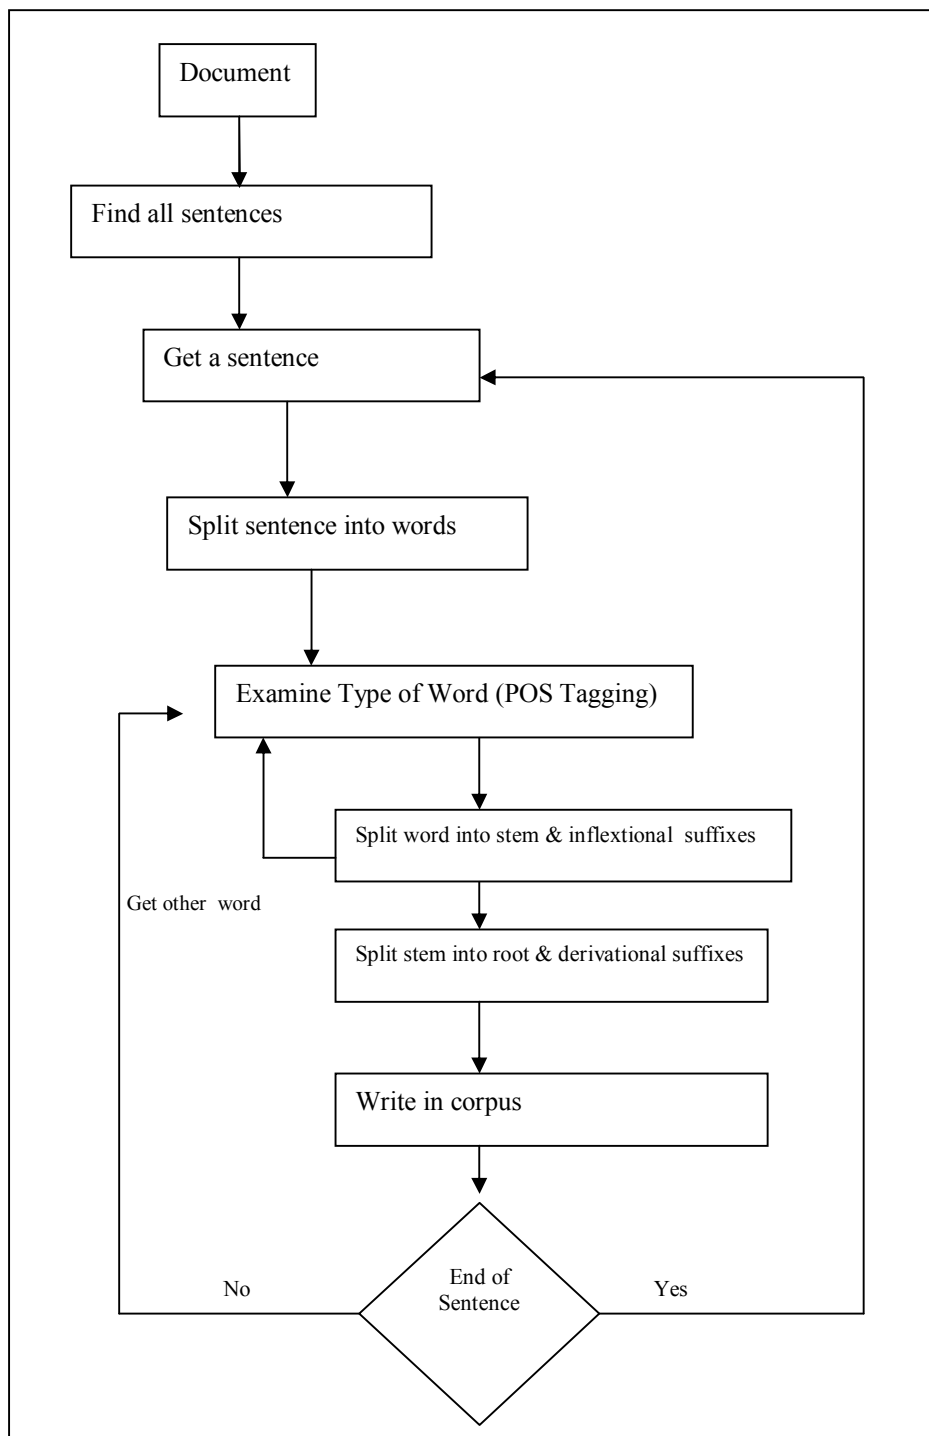 Document
Find all sentences
Get a sentence
Split sentence into words
Examine Type of Word (POS Tagging)
Split word into stem & inflextional suffixes
Get other word
Split stem into root & derivational suffixes
Write in corpus
End of
Sentence
No
Yes